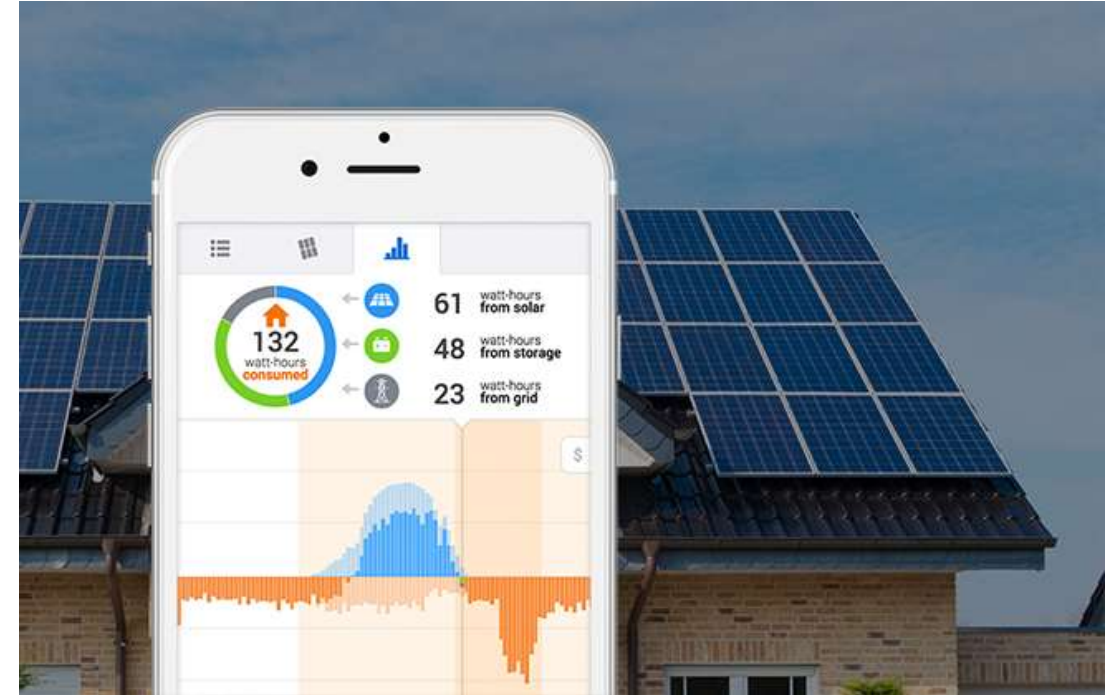 132
watt-hours
consumed
61 watt-hours
from solar
48 watt-hours
from storage
23 watt-hours
from grid
$